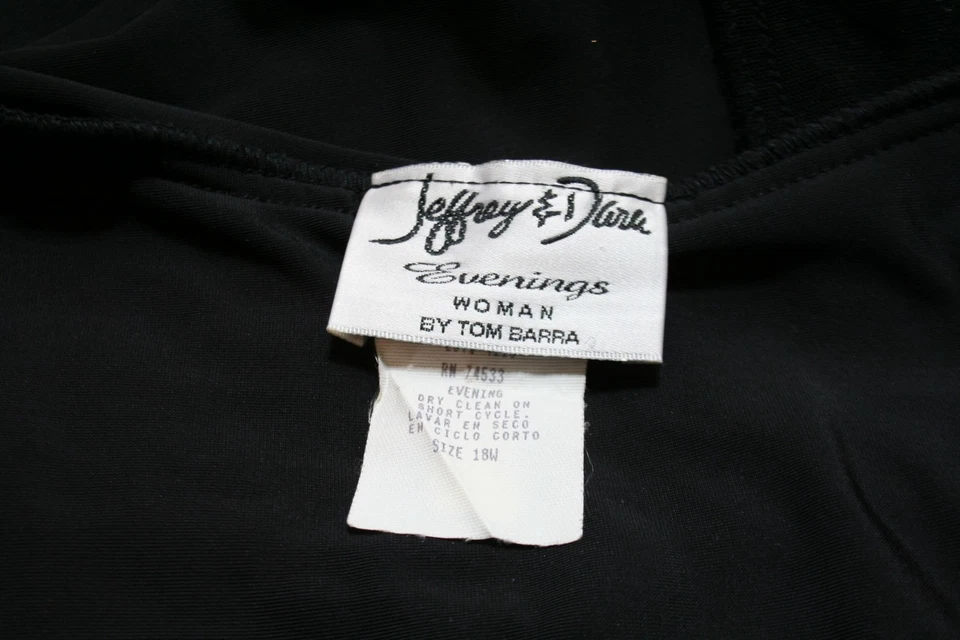 Jeffrey & Dara
Evenings
WOMAN
BY TOM BARRA
RN 74533
EVENING
DRY CLEAN ON
SHORT CYCLE.
LAVAR EN SECO
EN CICLO CORTO
SIZE 18W